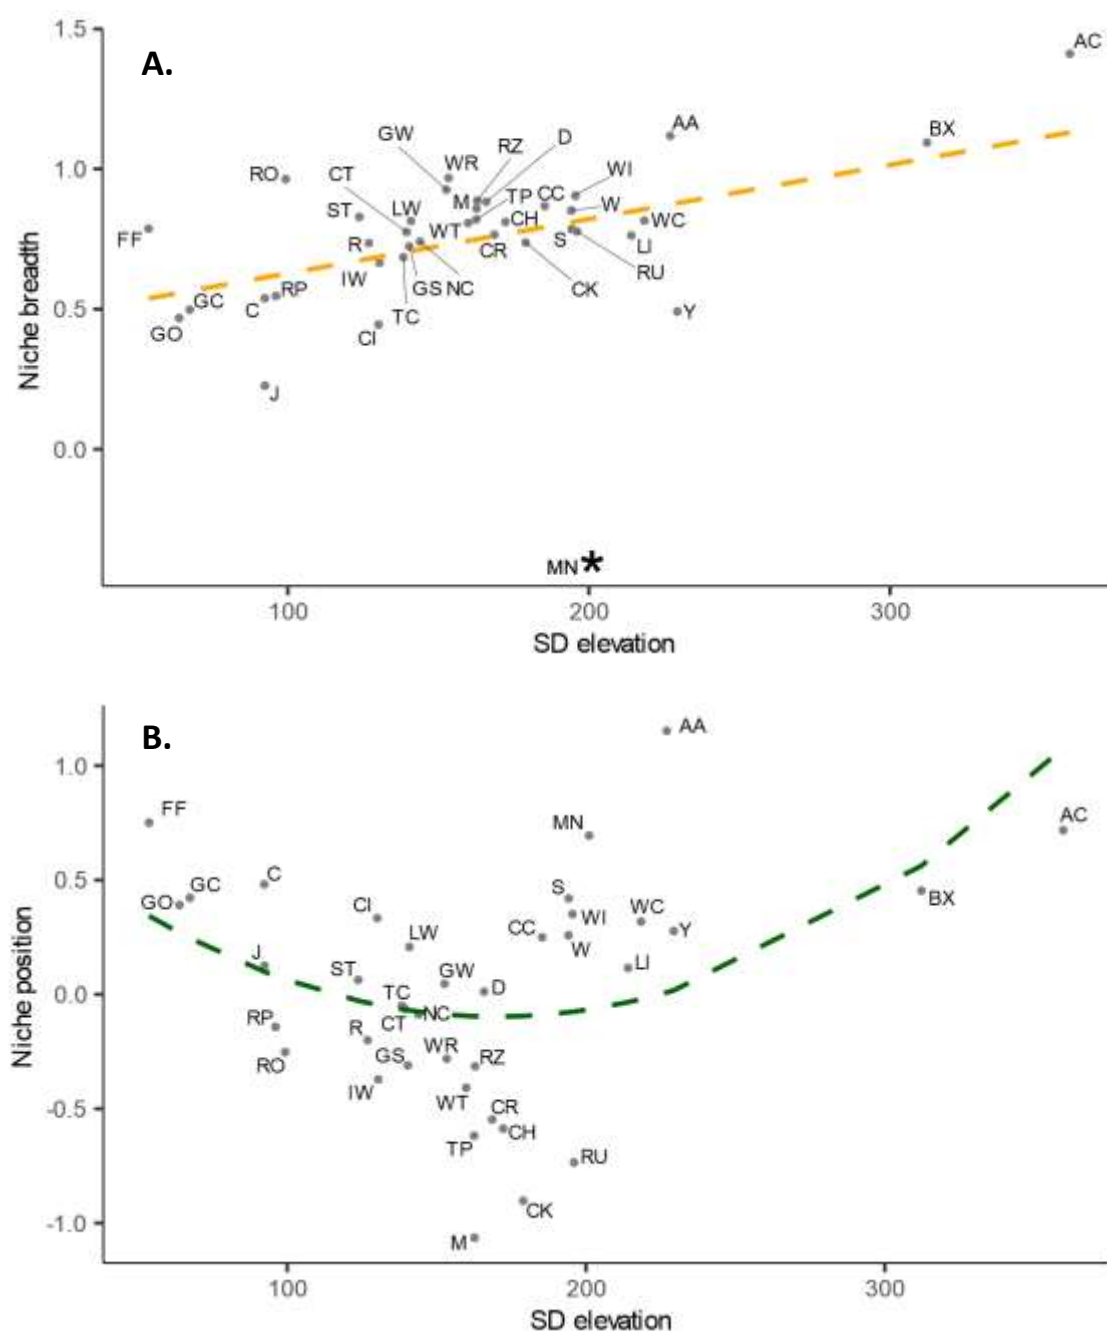 A.
1.5
AC
AA
BX
D
RZ
GW
WR
CT
1.0
RO
WI
M
TP
CC
W
ST
LW
WT
CH
WC
FF
R
CR
S
LI
IW
RU
GS
NC
CK
RP
GC
C
0.5
GO
TC
Y
CI
J
0.0
MN *
100
200
300
SD elevation
Niche breadth
B.
AA
1.0
MN
AC
FF
C
GC
GO
0.5
S
BX
CI
WI
WC
LW
CC
W
Y
J
ST
GW
LI
TC
D
0.0
CT
NC
RP
R
WR
RO
GS
RZ
IW
WT
CR
-0.5
CH
TP
RU
CK
-1.0
M
100
200
300
SD elevation
Niche position